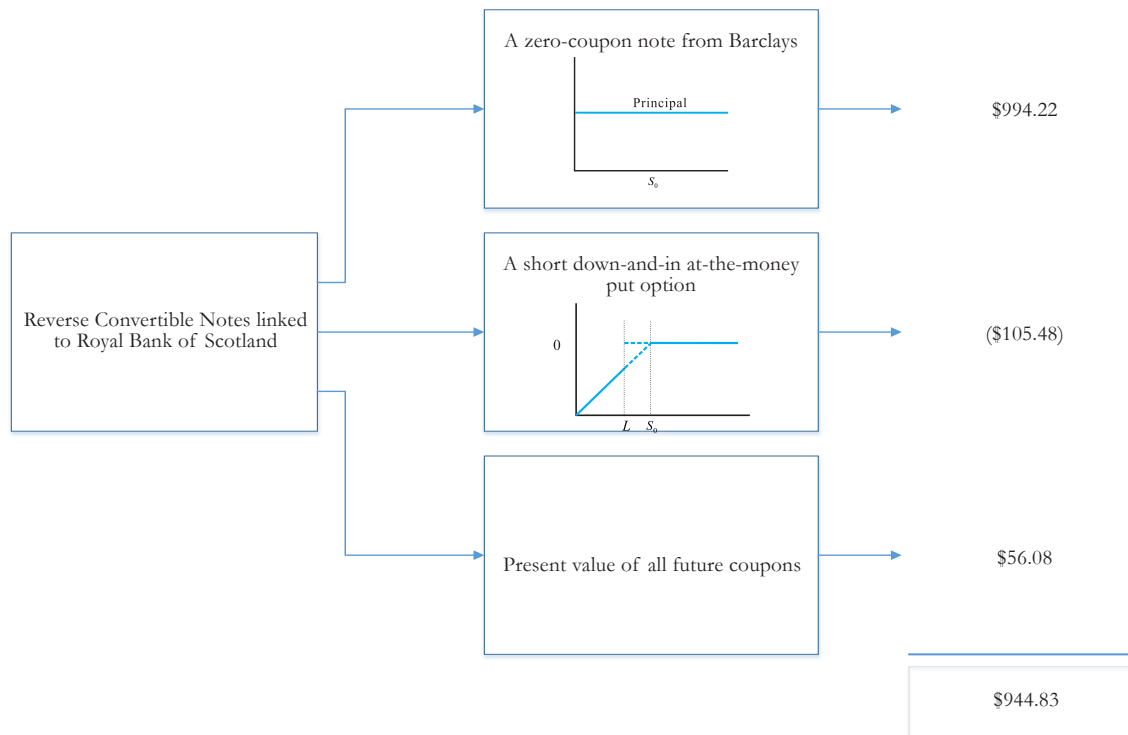 A zero-coupon note from Barclays
Principal
S₀
$994.22
Reverse Convertible Notes linked
to Royal Bank of Scotland
A short down-and-in at-the-money
put option
0
L S₀
($105.48)
Present value of all future coupons
$56.08
$944.83